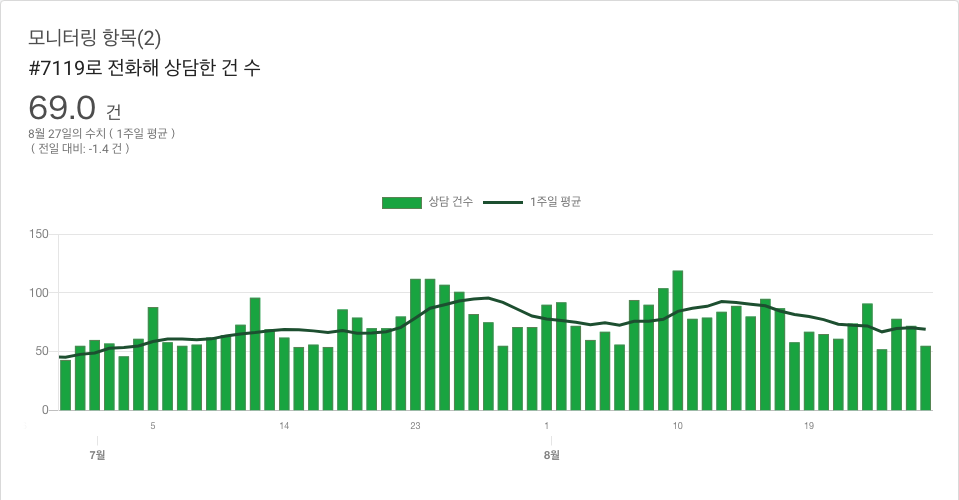 모니터링 항목(2)
#7119로 전화해 상담한 건 수
69.0 건
8월 27일의 수치 ( 1주일 평균 )
( 전일 대비: -1.4 건 )
상담 건수 1주일 평균
150
100
50
0
5 14 23 1 10 19
7월 8월